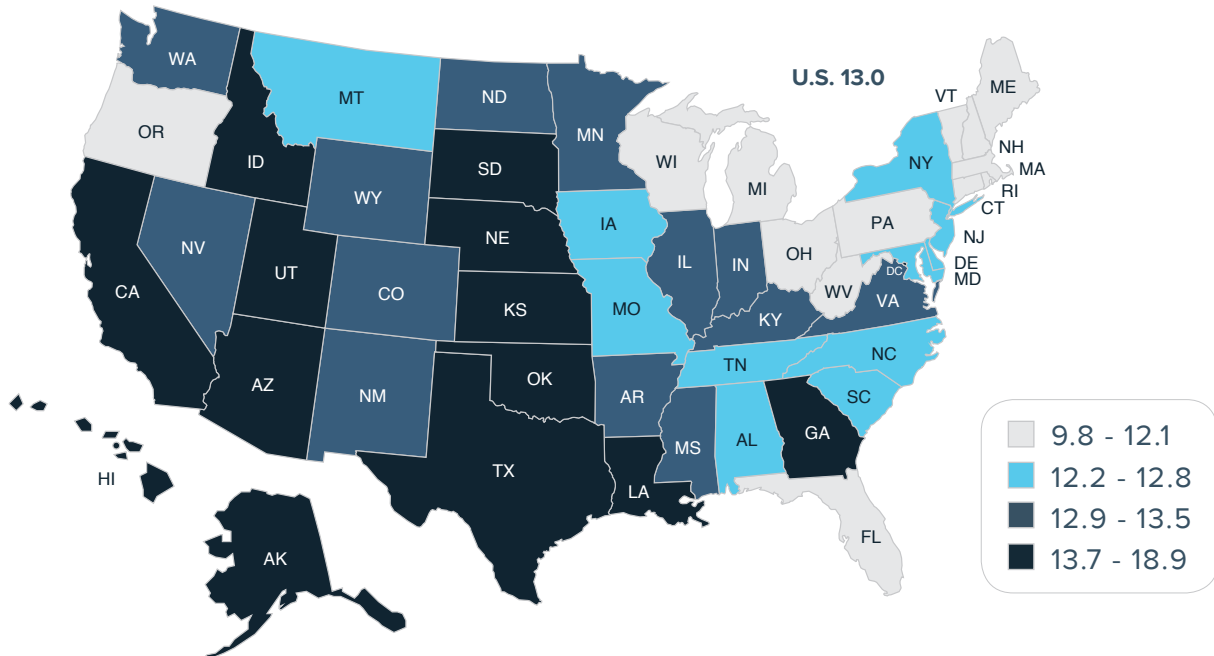 U.S. 13.0
WA
MT
ND
MN
VT
ME
OR
ID
SD
WI
MI
NY
NH
MA
RI
CT
WY
NE
IA
PA
NJ
NV
UT
CO
IL
IN
OH
DE
MD
DC
WV
VA
CA
KS
MO
KY
AZ
NM
OK
AR
TN
NC
SC
TX
LA
MS
AL
GA
FL
HI
AK
9.8 - 12.1
12.2 - 12.8
12.9 - 13.5
13.7 - 18.9